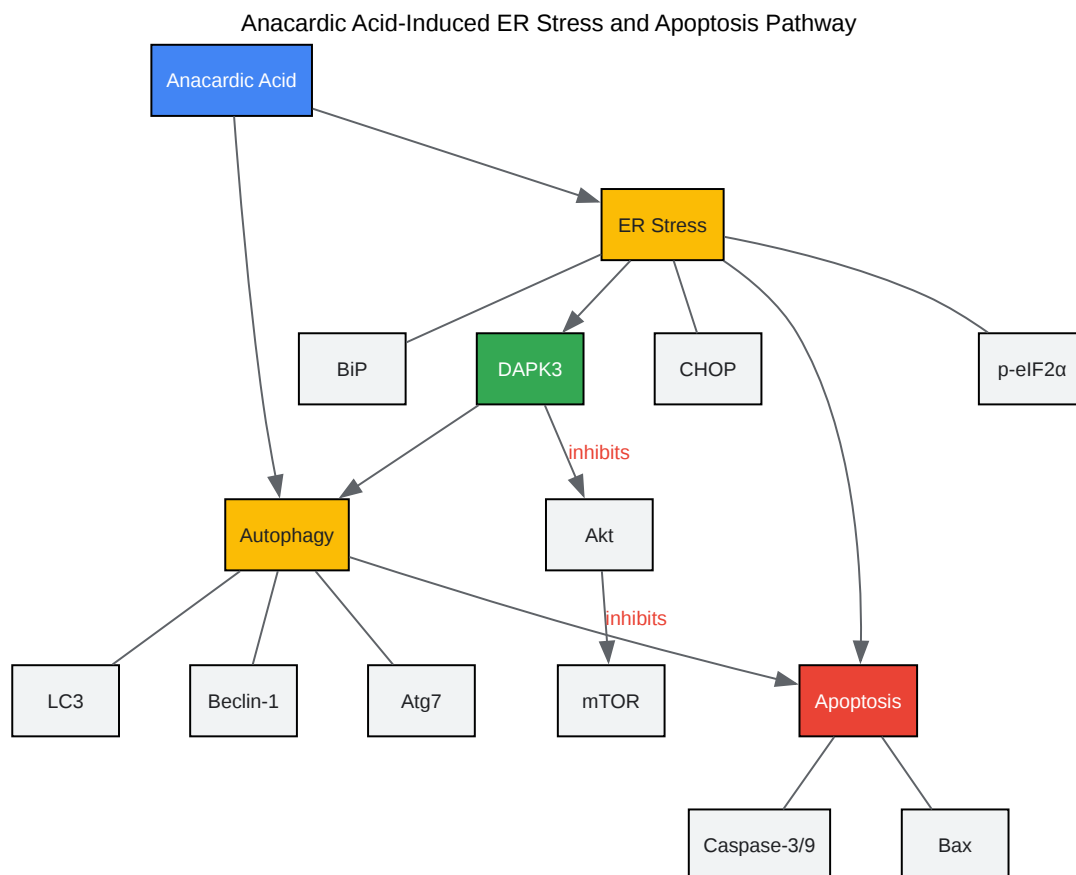 Anacardic Acid-Induced ER Stress and Apoptosis Pathway
Anacardic Acid
ER Stress
BiP
DAPK3
CHOP
p-eIF2α
inhibits
Autophagy
Akt
inhibits
LC3
Beclin-1
Atg7
mTOR
Apoptosis
Caspase-3/9
Bax